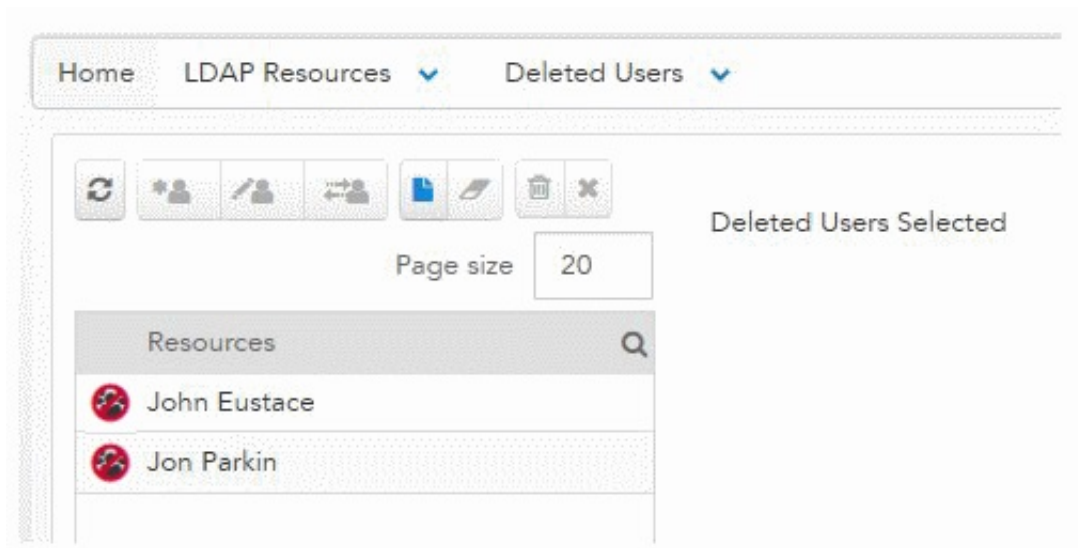 Home LDAP Resources Deleted Users
Deleted Users Selected
Page size 20
Resources
John Eustace
Jon Parkin